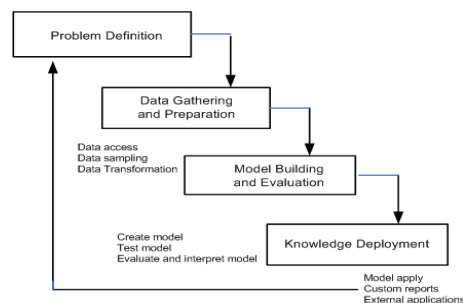 Problem Definition
Data Gathering
and Preparation
Data access
Data sampling
Data Transformation
Model Building
and Evaluation
Create model
Test model
Evaluate and interpret model
Knowledge Deployment
Model apply
Custom reports
External applications